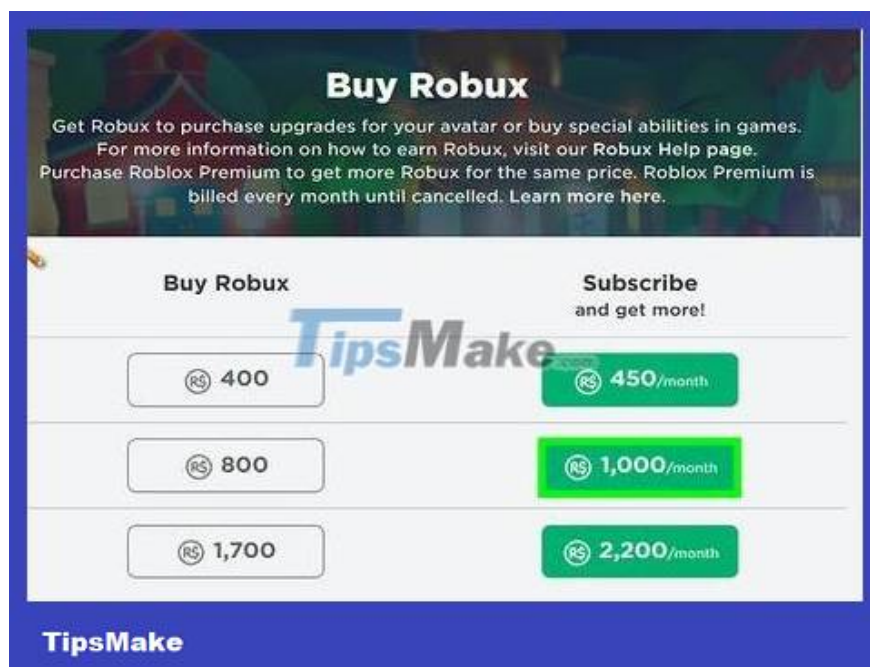 Buy Robux
Get Robux to purchase upgrades for your avatar or buy special abilities in games.
For more information on how to earn Robux, visit our Robux Help page.
Purchase Roblox Premium to get more Robux for the same price. Roblox Premium is
billed every month until cancelled. Learn more here.
Buy Robux
Subscribe
and get more!
TipsMake.com
R$ 400
R$ 450/month
R$ 800
R$ 1,000/month
R$ 1,700
R$ 2,200/month
TipsMake